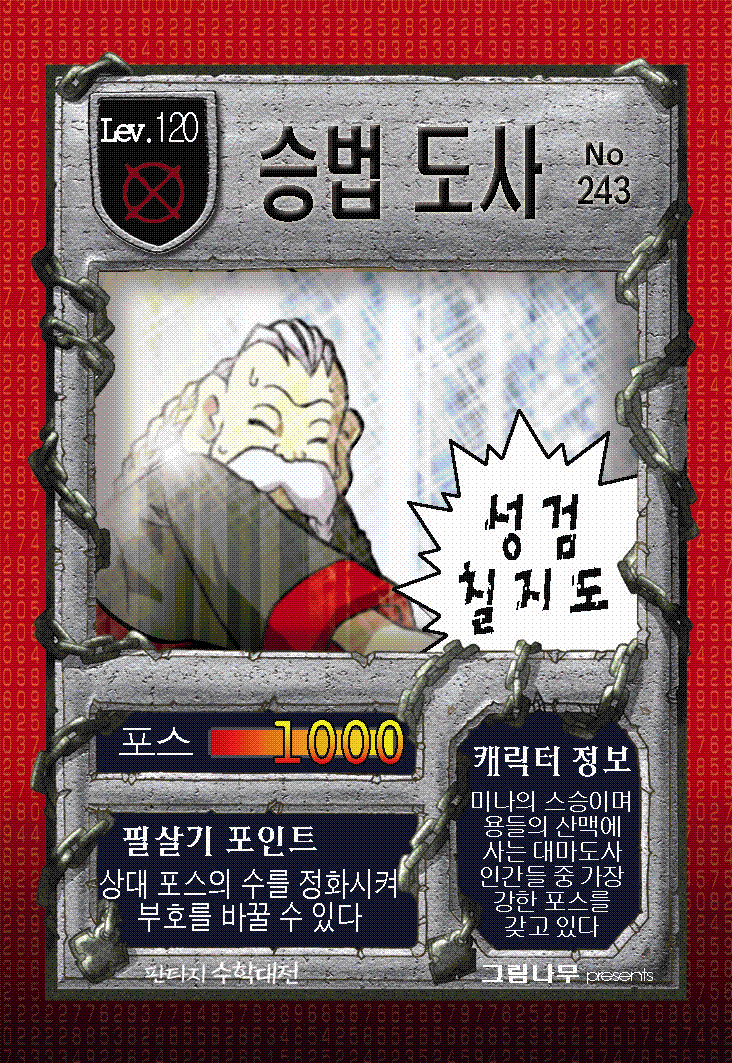 Lev.120
승법 도사
No
243
성검
칠지도
포스 1000
필살기 포인트
상대 포스의 수를 정화시켜
부호를 바꿀 수 있다
캐릭터 정보
미나의 스승이며
용들의 산맥에
사는 대마도사
인간들 중 가장
강한 포스를
갖고 있다
판타지 수학대전
그림나무 presents